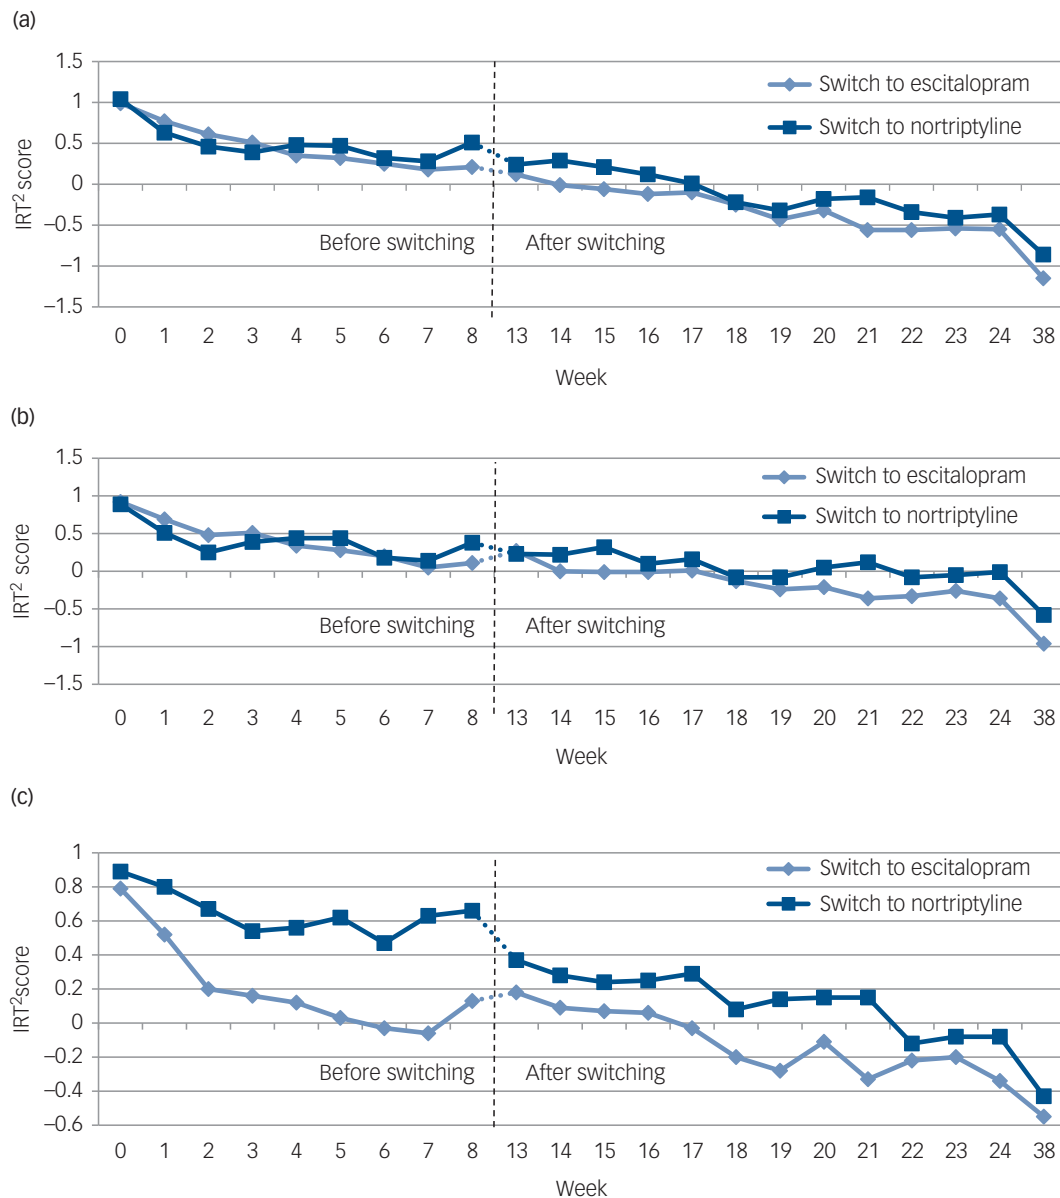 (a)
1.5
1
0.5
0
–0.5
–1
–1.5
IRT² score
Switch to escitalopram
Switch to nortriptyline
Before switching After switching
0 1 2 3 4 5 6 7 8 13 14 15 16 17 18 19 20 21 22 23 24 38
Week
(b)
1.5
1
0.5
0
–0.5
–1
–1.5
IRT² score
Switch to escitalopram
Switch to nortriptyline
Before switching After switching
0 1 2 3 4 5 6 7 8 13 14 15 16 17 18 19 20 21 22 23 24 38
Week
(c)
1
0.8
0.6
0.4
0.2
0
–0.2
–0.4
–0.6
IRT²score
Switch to escitalopram
Switch to nortriptyline
Before switching After switching
0 1 2 3 4 5 6 7 8 13 14 15 16 17 18 19 20 21 22 23 24 38
Week